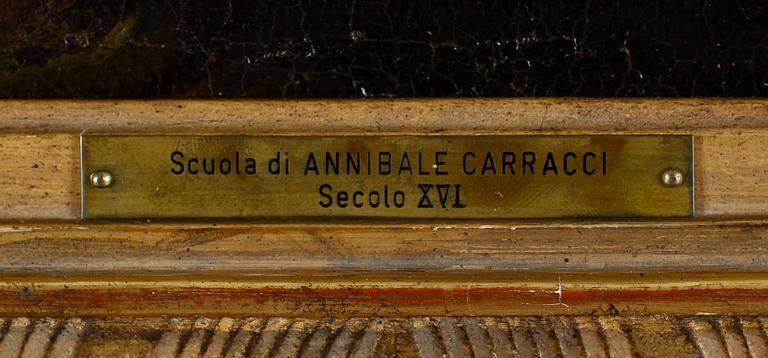 Scuola di ANNIBALE CARRACCI
Secolo XVI